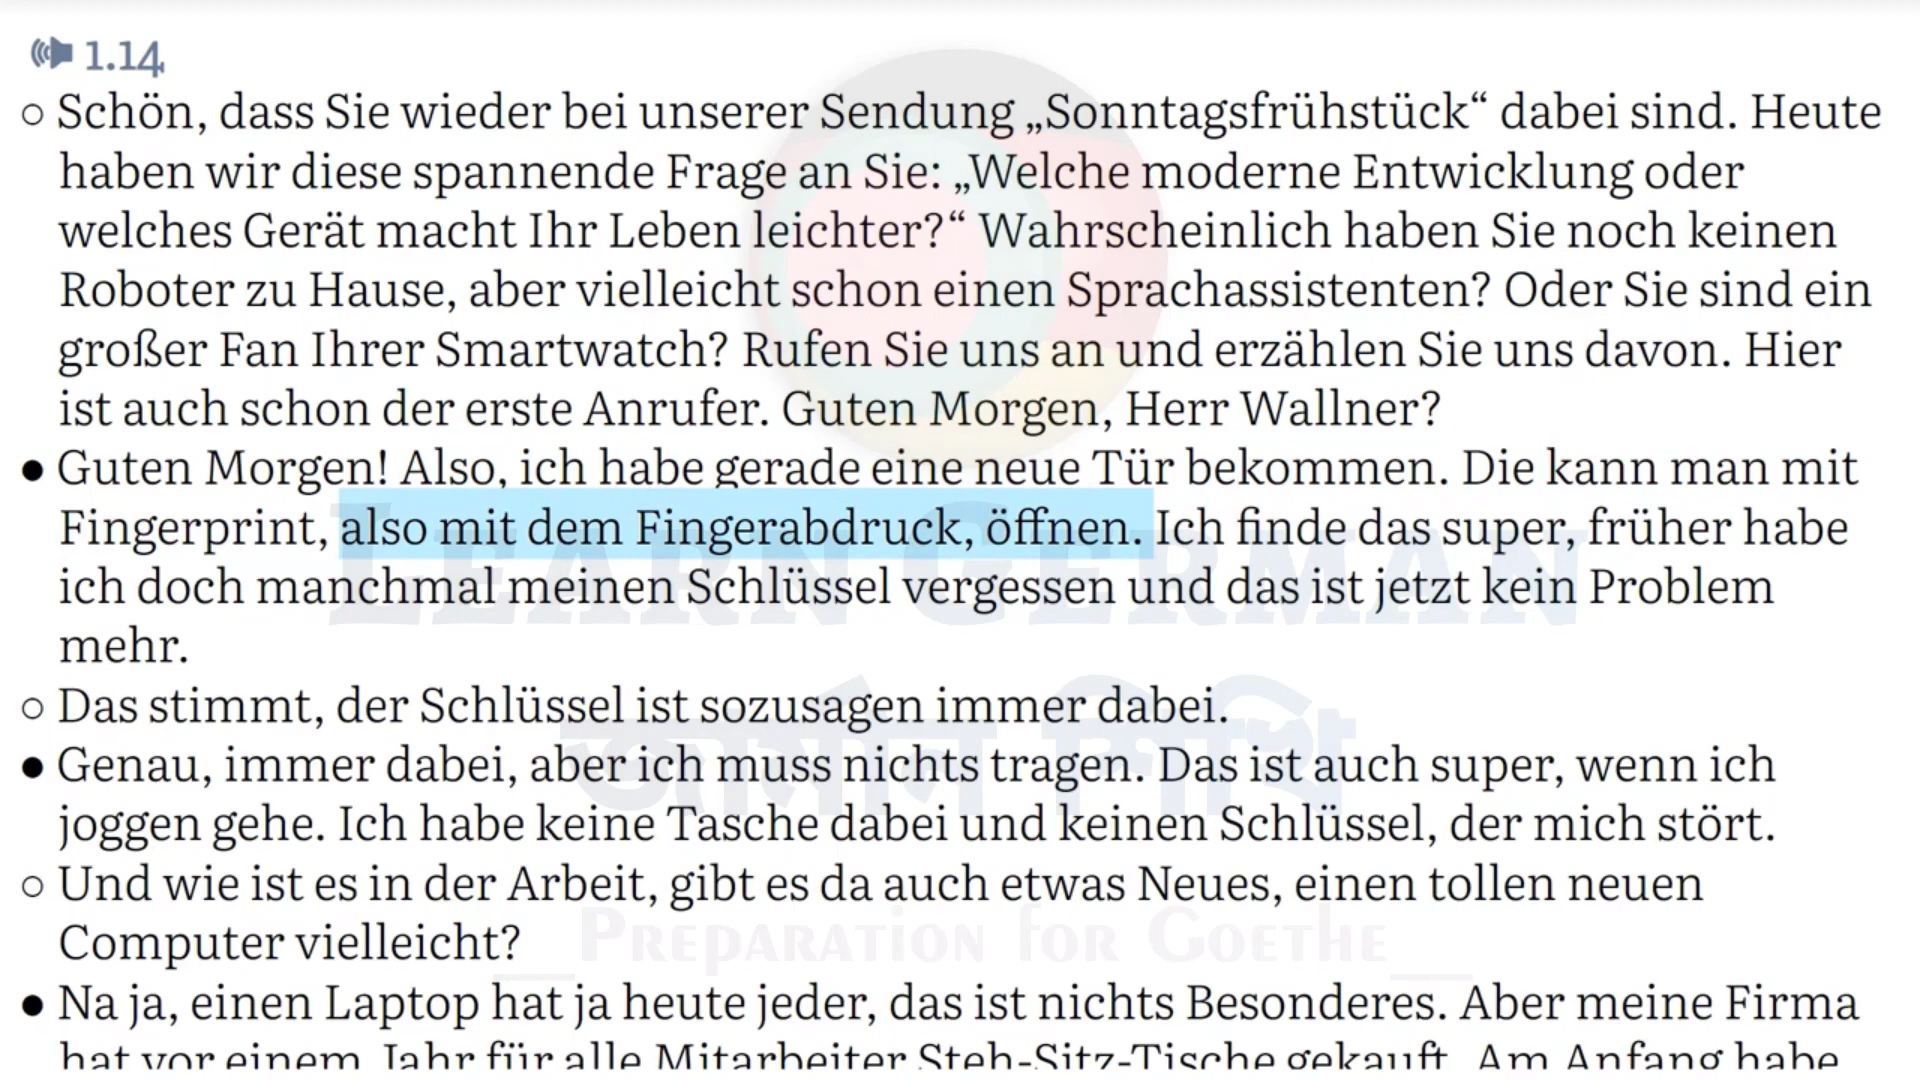 1.14
○ Schön, dass Sie wieder bei unserer Sendung „Sonntagsfrühstück“ dabei sind. Heute
haben wir diese spannende Frage an Sie: „Welche moderne Entwicklung oder
welches Gerät macht Ihr Leben leichter?“ Wahrscheinlich haben Sie noch keinen
Roboter zu Hause, aber vielleicht schon einen Sprachassistenten? Oder Sie sind ein
großer Fan Ihrer Smartwatch? Rufen Sie uns an und erzählen Sie uns davon. Hier
ist auch schon der erste Anrufer. Guten Morgen, Herr Wallner?
● Guten Morgen! Also, ich habe gerade eine neue Tür bekommen. Die kann man mit
Fingerprint, also mit dem Fingerabdruck, öffnen. Ich finde das super, früher habe
ich doch manchmal meinen Schlüssel vergessen und das ist jetzt kein Problem
mehr.
○ Das stimmt, der Schlüssel ist sozusagen immer dabei.
● Genau, immer dabei, aber ich muss nichts tragen. Das ist auch super, wenn ich
joggen gehe. Ich habe keine Tasche dabei und keinen Schlüssel, der mich stört.
○ Und wie ist es in der Arbeit, gibt es da auch etwas Neues, einen tollen neuen
Computer vielleicht?
● Na ja, einen Laptop hat ja heute jeder, das ist nichts Besonderes. Aber meine Firma
hat vor einem Jahr für alle Mitarbeiter Steh-Sitz-Tische gekauft. Am Anfang habe
LEARN GERMAN
জার্মান শিখি
PREPARATION FOR GOETHE